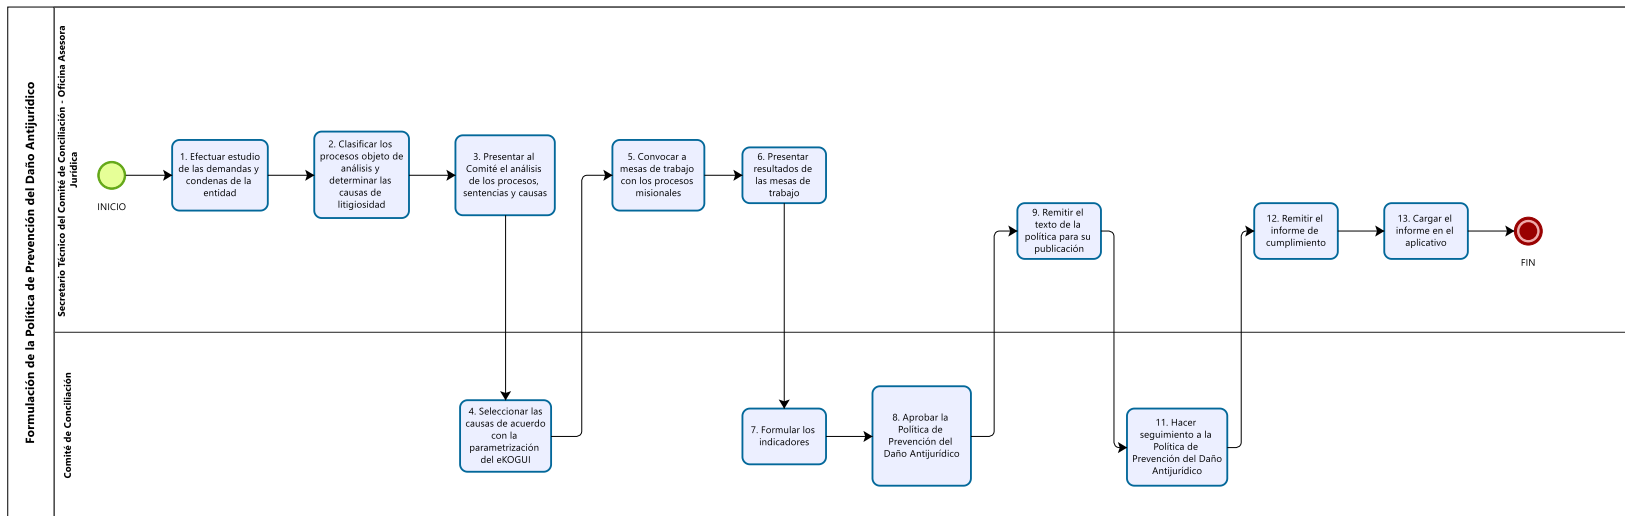 Formulación de la Política de Prevención del Daño Antijurídico
Secretario Técnico del Comité de Conciliación - Oficina Asesora
Jurídica
INICIO
1. Efectuar estudio
de las demandas y
condenas de la
entidad
2. Clasificar los
procesos objeto de
análisis y
determinar las
causas de
litigiosidad
3. Presentar al
Comité el análisis
de los procesos,
sentencias y causas
5. Convocar a
mesas de trabajo
con los procesos
misionales
6. Presentar
resultados de
las mesas de
trabajo
9. Remitir el
texto de la
política para su
publicación
12. Remitir el
informe de
cumplimiento
13. Cargar el
informe en el
aplicativo
FIN
Comité de Conciliación
4. Seleccionar las
causas de acuerdo
con la
parametrización
del eKOGUI
7. Formular los
indicadores
8. Aprobar la
Política de
Prevención del
Daño Antijurídico
11. Hacer
seguimiento a la
Política de
Prevención del Daño
Antijurídico